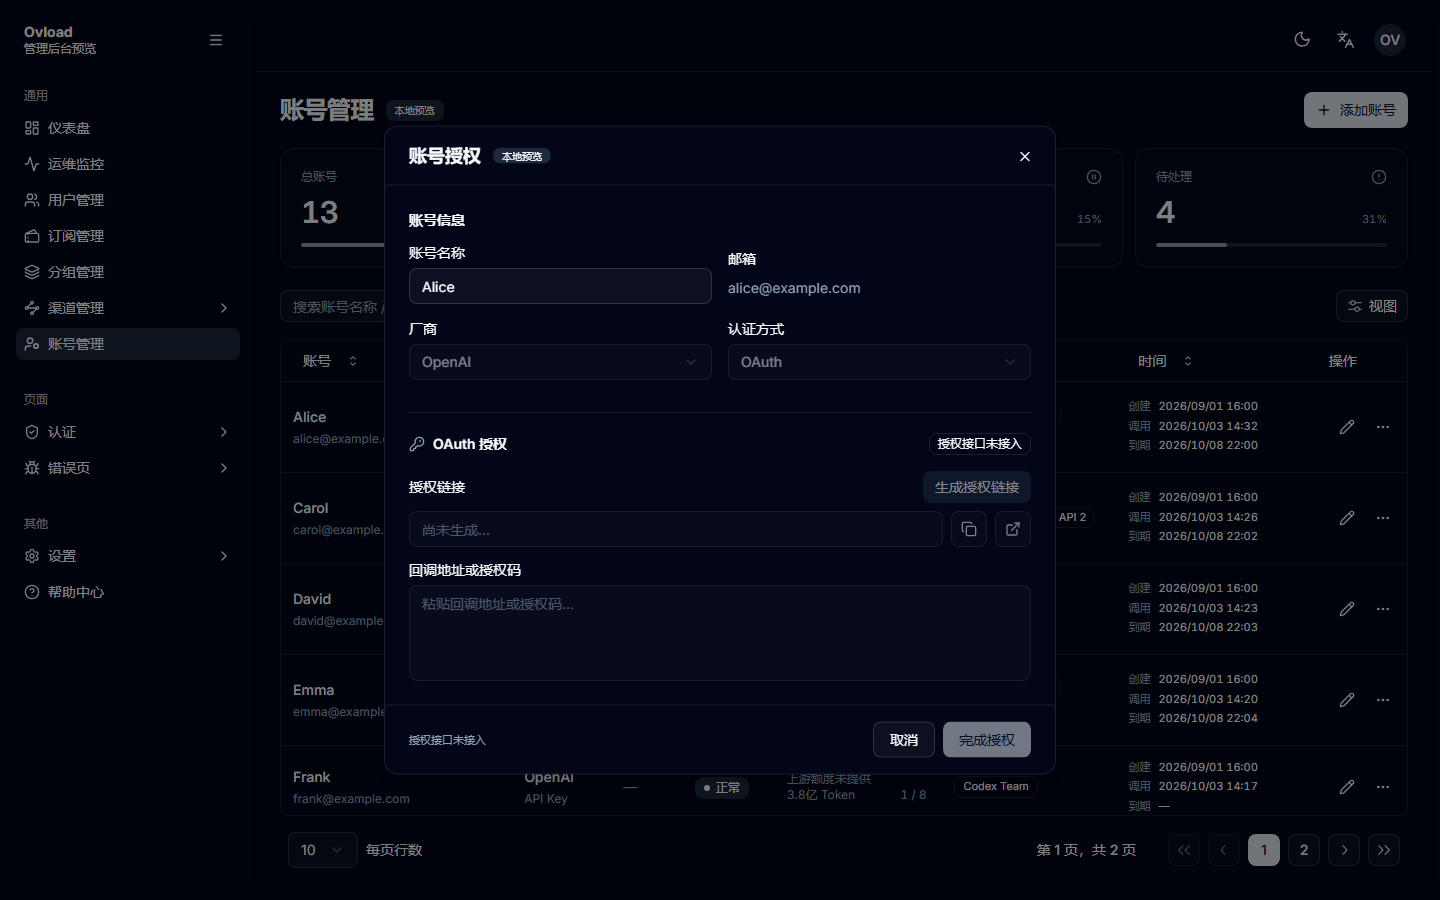 Ovload
管理后台预览
OV
通用
仪表盘
运维监控
用户管理
订阅管理
分组管理
渠道管理
账号管理
页面
认证
错误页
其他
设置
帮助中心
账号管理
本地预览
添加账号
总账号
13
15%
待处理
4
31%
搜索账号名称 /
视图
账号
时间
操作
Alice
alice@example.
创建 2026/09/01 16:00
调用 2026/10/03 14:32
到期 2026/10/08 22:00
Carol
carol@example.
API 2
创建 2026/09/01 16:00
调用 2026/10/03 14:26
到期 2026/10/08 22:02
David
david@example
创建 2026/09/01 16:00
调用 2026/10/03 14:23
到期 2026/10/08 22:03
Emma
emma@example
创建 2026/09/01 16:00
调用 2026/10/03 14:20
到期 2026/10/08 22:04
Frank
frank@example.com
OpenAI
API Key
—
正常
上游额度未提供
3.8亿 Token
1 / 8
Codex Team
创建 2026/09/01 16:00
调用 2026/10/03 14:17
到期 —
10
每页行数
第 1 页，共 2 页
1
2
账号授权
本地预览
账号信息
账号名称
Alice
邮箱
alice@example.com
厂商
OpenAI
认证方式
OAuth
OAuth 授权
授权接口未接入
授权链接
生成授权链接
尚未生成...
回调地址或授权码
粘贴回调地址或授权码...
授权接口未接入
取消
完成授权